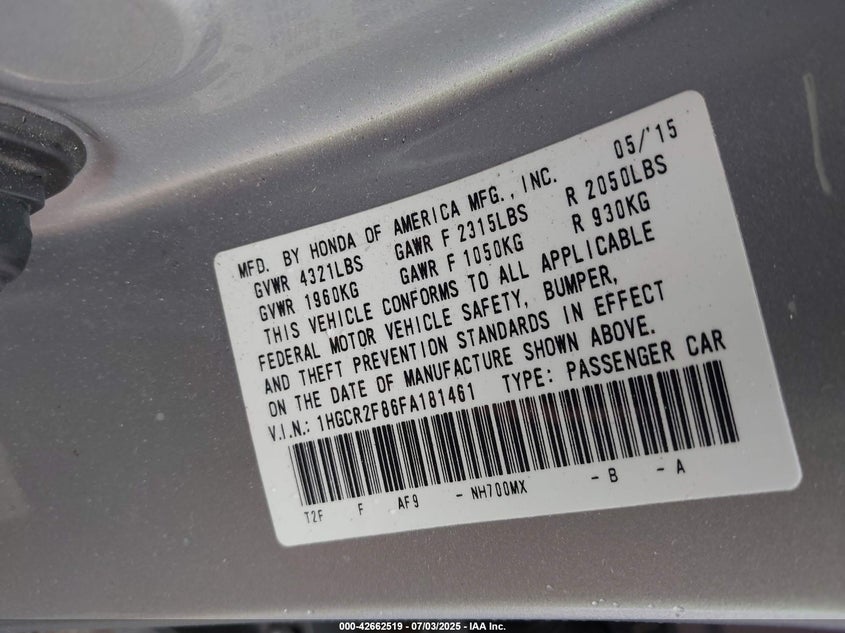 05/'15
MFD. BY HONDA OF AMERICA MFG., INC.
GVWR 4321LBS GAWR F 2315LBS R 2050LBS
GVWR 1960KG GAWR F 1050KG R 930KG
THIS VEHICLE CONFORMS TO ALL APPLICABLE
FEDERAL MOTOR VEHICLE SAFETY, BUMPER,
AND THEFT PREVENTION STANDARDS IN EFFECT
ON THE DATE OF MANUFACTURE SHOWN ABOVE.
V.I.N.: 1HGCR2F86FA181461 TYPE: PASSENGER CAR
T2F F AF9 - NH700MX - B - A
000-42662519 - 07/03/2025 - IAA Inc.